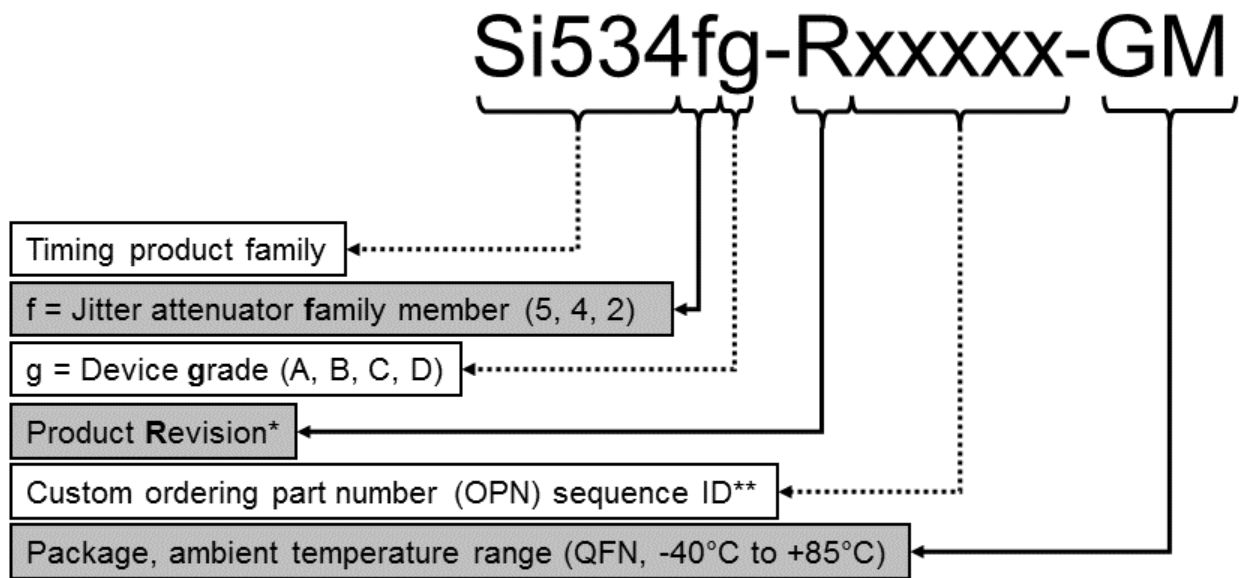 Si534fg-Rxxxxx-GM
Timing product family
f = Jitter attenuator family member (5, 4, 2)
g = Device grade (A, B, C, D)
Product Revision*
Custom ordering part number (OPN) sequence ID**
Package, ambient temperature range (QFN, -40°C to +85°C)